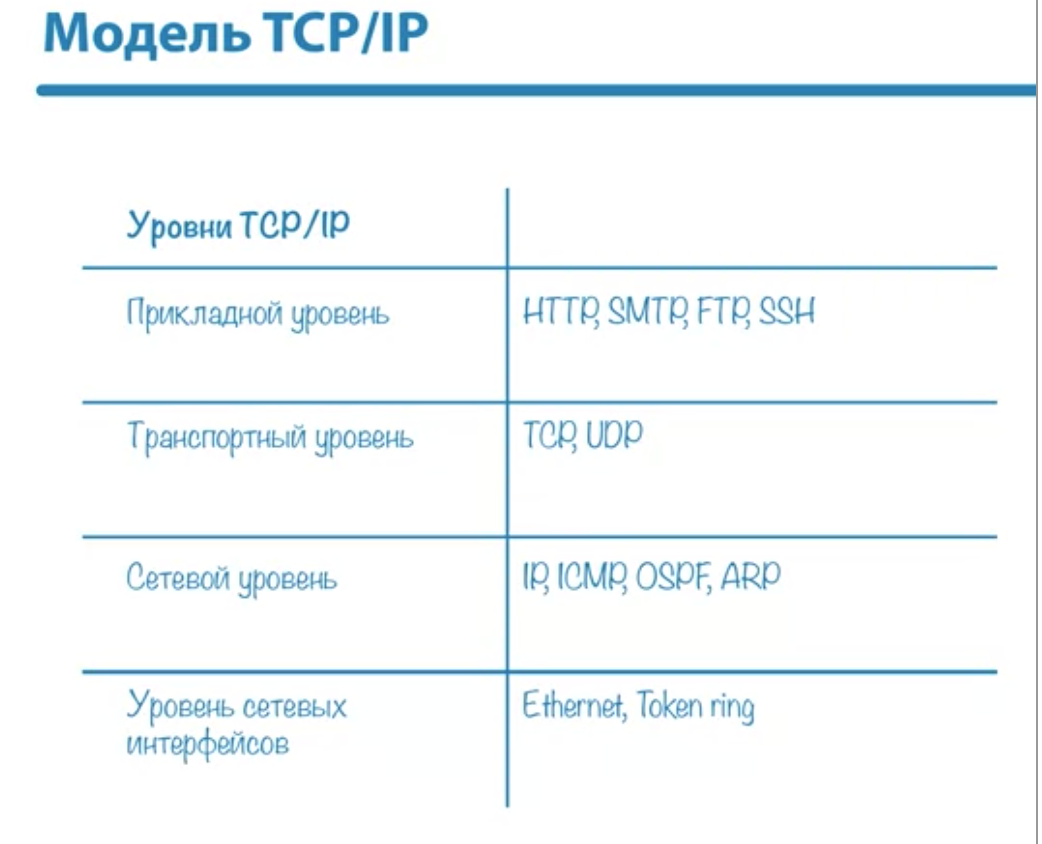 Модель TCP/IP
Уровни TCP/IP
Прикладной уровень
HTTP, SMTP, FTP, SSH
Транспортный уровень
TCP, UDP
Сетевой уровень
IP, ICMP, OSPF, ARP
Уровень сетевых
интерфейсов
Ethernet, Token ring